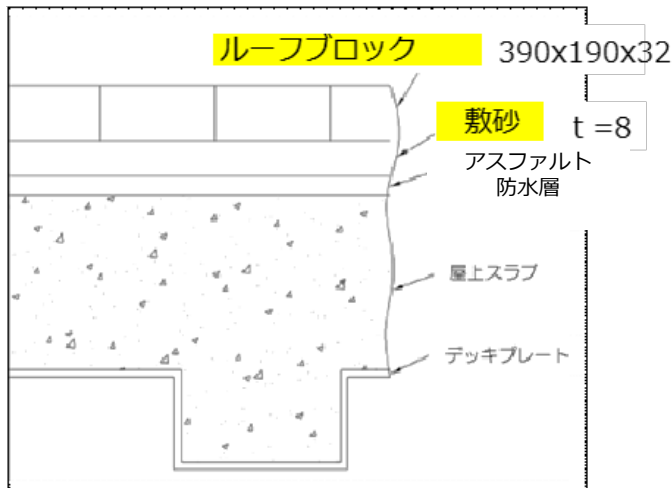 ルーフブロック 390x190x32
敷砂 t =8
アスファルト
防水層
屋上スラブ
デッキプレート